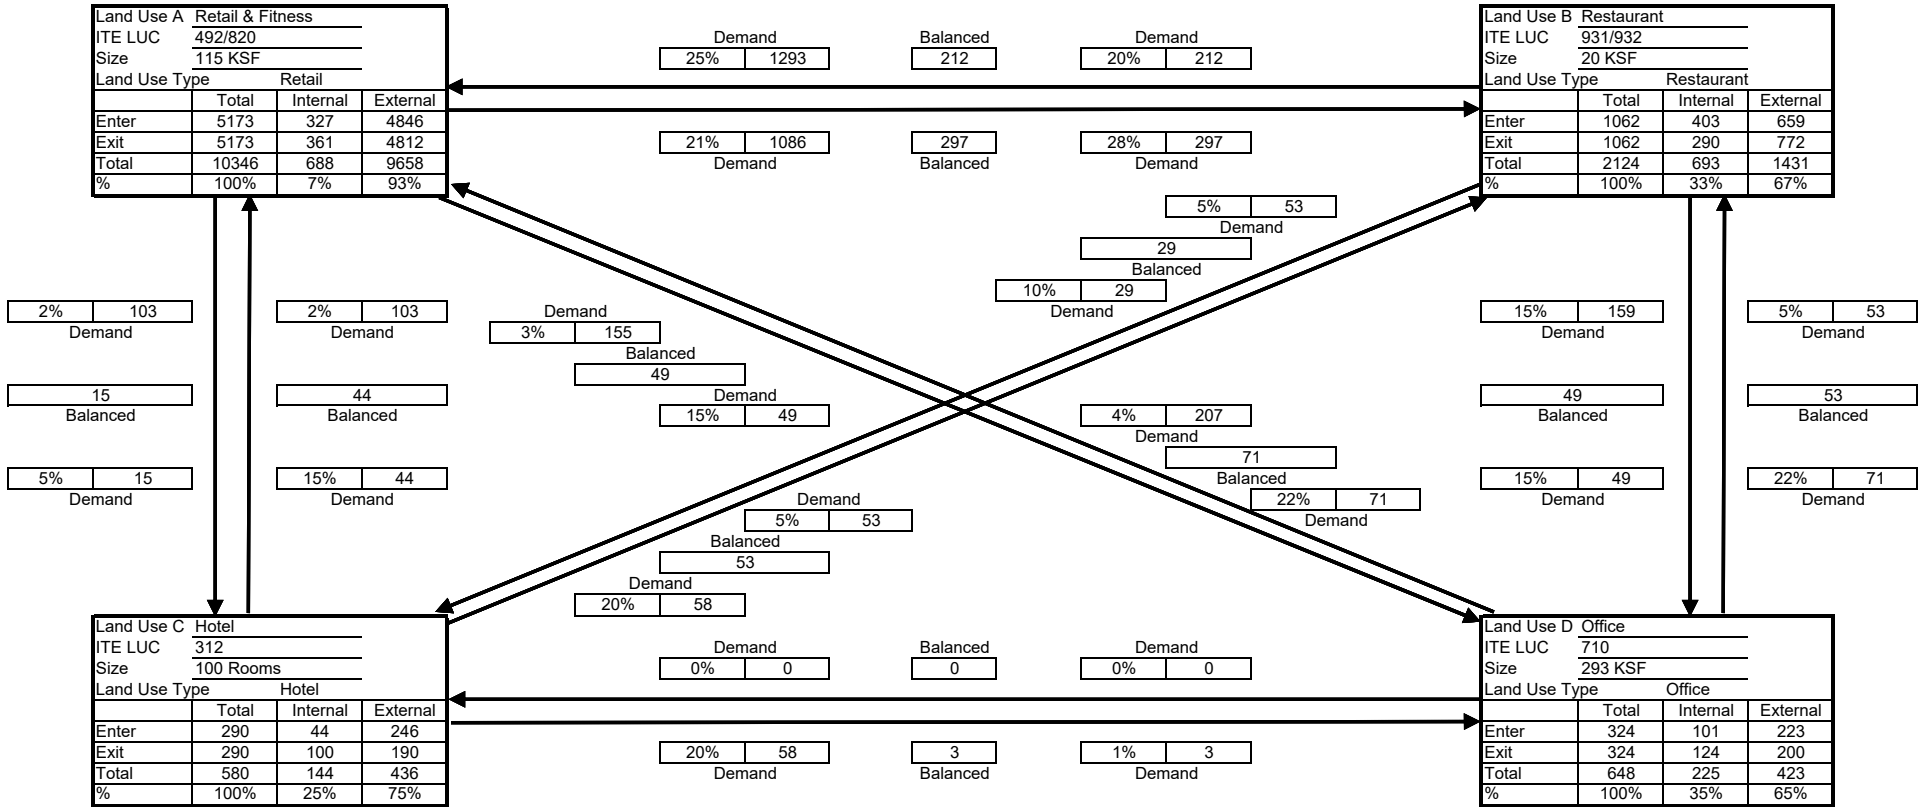 Land Use A Retail & Fitness
ITE LUC 492/820
Size 115 KSF
Land Use Type Retail
Total Internal External
Enter 5173 327 4846
Exit 5173 361 4812
Total 10346 688 9658
% 100% 7% 93%
Demand Balanced Demand
25% 1293 212 20% 212
21% 1086 297 28% 297
Demand Balanced Demand
Land Use B Restaurant
ITE LUC 931/932
Size 20 KSF
Land Use Type Restaurant
Total Internal External
Enter 1062 403 659
Exit 1062 290 772
Total 2124 693 1431
% 100% 33% 67%
5% 53
Demand
29
Balanced
10% 29
Demand
2% 103
Demand
15
Balanced
5% 15
Demand
2% 103
Demand
44
Balanced
15% 44
Demand
Demand
3% 155
Balanced
49
Demand
15% 49
4% 207
Demand
71
Balanced
22% 71
Demand
15% 159
Demand
49
Balanced
15% 49
Demand
5% 53
Demand
53
Balanced
22% 71
Demand
Demand
5% 53
Balanced
53
Demand
20% 58
Land Use C Hotel
ITE LUC 312
Size 100 Rooms
Land Use Type Hotel
Total Internal External
Enter 290 44 246
Exit 290 100 190
Total 580 144 436
% 100% 25% 75%
Demand Balanced Demand
0% 0 0 0% 0
20% 58 3 1% 3
Demand Balanced Demand
Land Use D Office
ITE LUC 710
Size 293 KSF
Land Use Type Office
Total Internal External
Enter 324 101 223
Exit 324 124 200
Total 648 225 423
% 100% 35% 65%